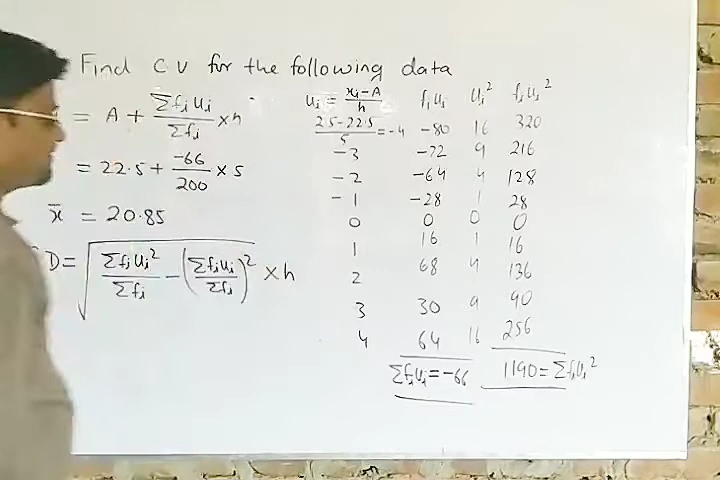 Find CV for the following data
= A + Σfiui / Σfi × h
= 22.5 + -66 / 200 × 5
x̄ = 20.85
D = √(Σfiui² / Σfi - (Σfiui / Σfi)²) × h
ui = xi-A / h fiui ui² fiui²
2.5-22.5 / 5 = -4 -80 16 320
-3 -72 9 216
-2 -64 4 128
-1 -28 1 28
0 0 0 0
1 16 1 16
2 68 4 136
3 30 9 90
4 64 16 256
Σfiui = -66 1190 = Σfiui²